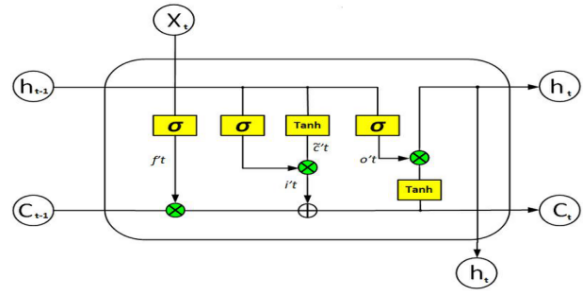 Xt
ht-1
ht
σ
σ
Tanh
σ
f't
c̃'t
o't
i't
Tanh
Ct-1
Ct
ht